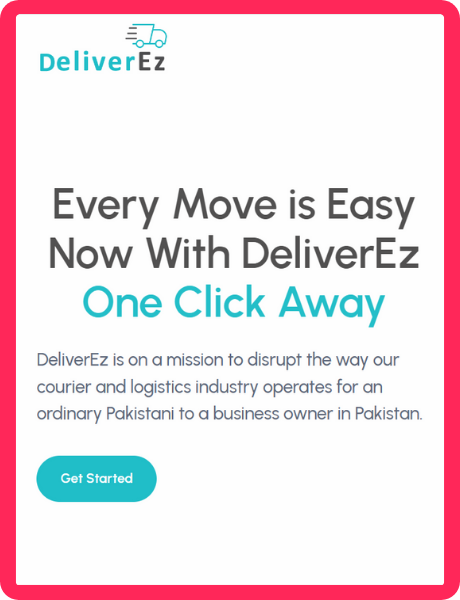 DeliverEz
Every Move is Easy
Now With DeliverEz
One Click Away
DeliverEz is on a mission to disrupt the way our
courier and logistics industry operates for an
ordinary Pakistani to a business owner in Pakistan.
Get Started